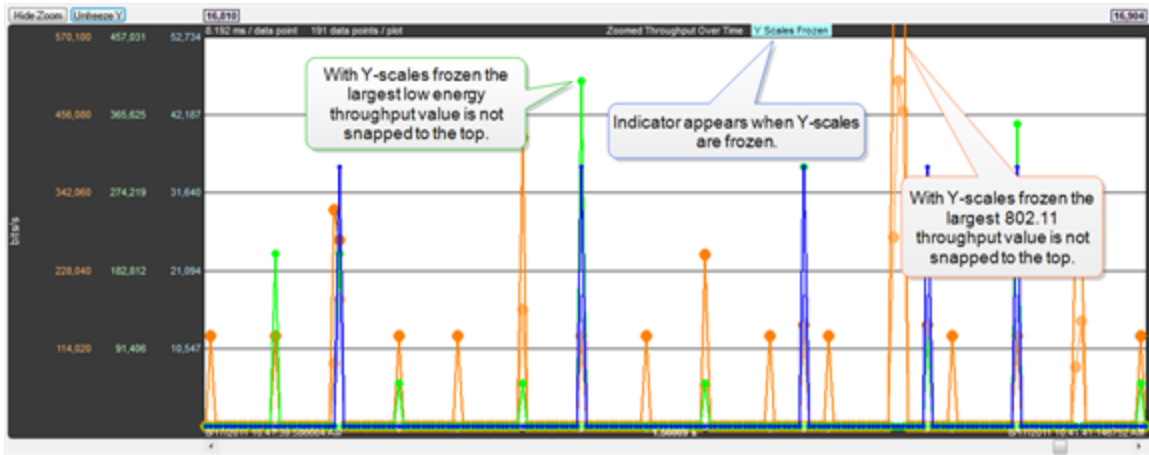 Hide Zoom Unfreeze Y 16,810 16,904
8.192 ms / data point 191 data points / plot Zoomed Throughput Over Time Y Scales Frozen
570,100 457,031 52,734
With Y-scales frozen the
largest low energy
throughput value is not
snapped to the top.
Indicator appears when Y-scales
are frozen.
456,080 365,625 42,187
342,060 274,219 31,640
With Y-scales frozen the
largest 802.11
throughput value is not
snapped to the top.
bits/s
228,040 182,812 21,094
114,020 91,406 10,547